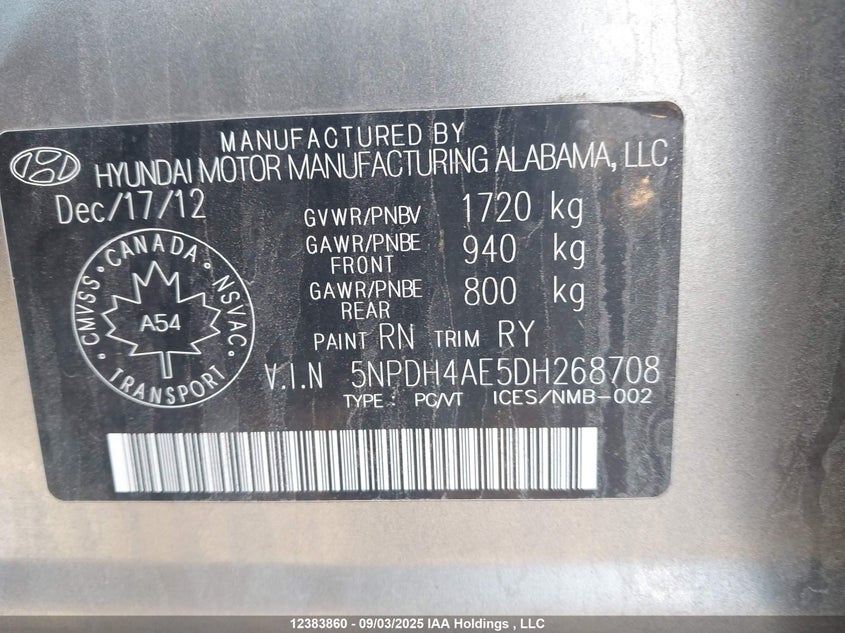 MANUFACTURED BY
HYUNDAI MOTOR MANUFACTURING ALABAMA, LLC
Dec/17/12
GVWR/PNBV 1720 kg
GAWR/PNBE FRONT 940 kg
GAWR/PNBE REAR 800 kg
PAINT RN TRIM RY
CANADA
CMVSS NSVAC
A54
TRANSPORT
V.I.N 5NPDH4AE5DH268708
TYPE : PC/VT ICES/NMB-002
12383860 - 09/03/2025 IAA Holdings , LLC